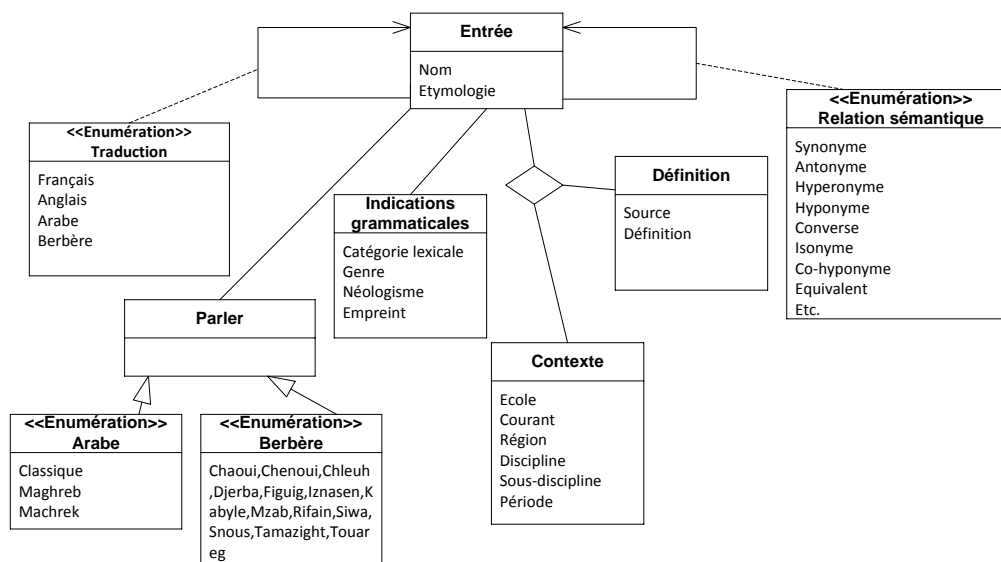 Entrée
Nom
Etymologie
<<Enumération>>
Traduction
Français
Anglais
Arabe
Berbère
Indications
grammaticales
Catégorie lexicale
Genre
Néologisme
Empreint
Définition
Source
Définition
<<Enumération>>
Relation sémantique
Synonyme
Antonyme
Hyperonyme
Hyponyme
Converse
Isonyme
Co-hyponyme
Equivalent
Etc.
Parler
Contexte
Ecole
Courant
Région
Discipline
Sous-discipline
Période
<<Enumération>>
Arabe
Classique
Maghreb
Machrek
<<Enumération>>
Berbère
Chaoui,Chenoui,Chleuh
,Djerba,Figuig,Iznasen,K
abyle,Mzab,Rifain,Siwa,
Snous,Tamazight,Touar
eg